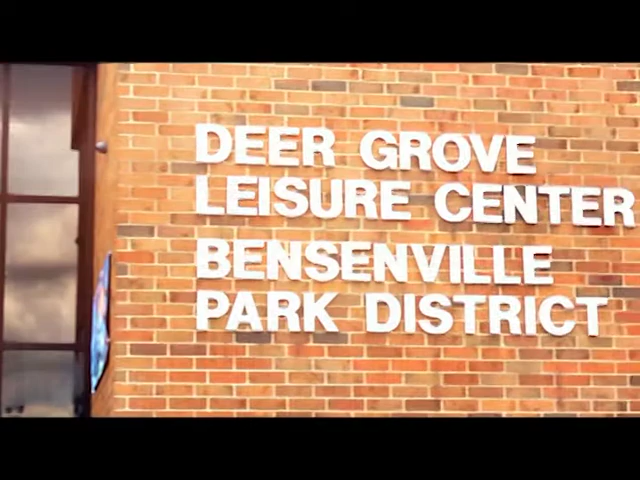 DEER GROVE
LEISURE CENTER
BENSENVILLE
PARK DISTRICT